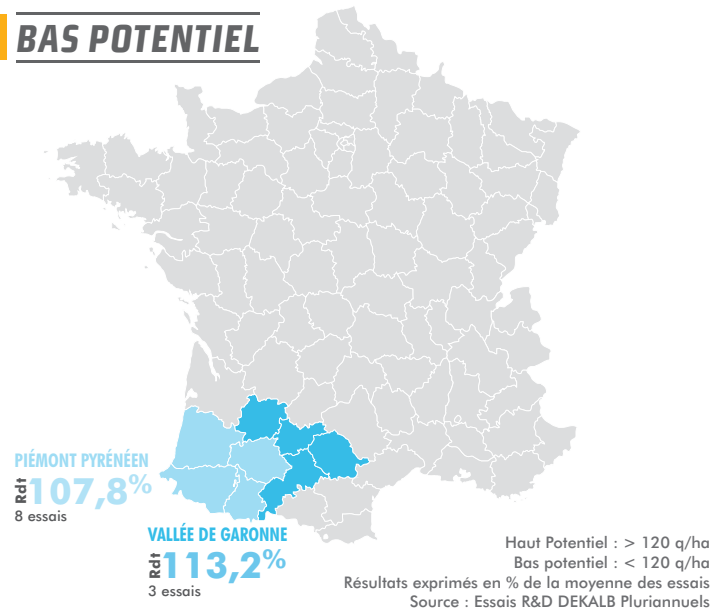 BAS POTENTIEL
PIÉMONT PYRÉNÉEN
Rdt 107,8%
8 essais
VALLÉE DE GARONNE
Rdt 113,2%
3 essais
Haut Potentiel : > 120 q/ha
Bas potentiel : < 120 q/ha
Résultats exprimés en % de la moyenne des essais
Source : Essais R&D DEKALB Pluriannuels